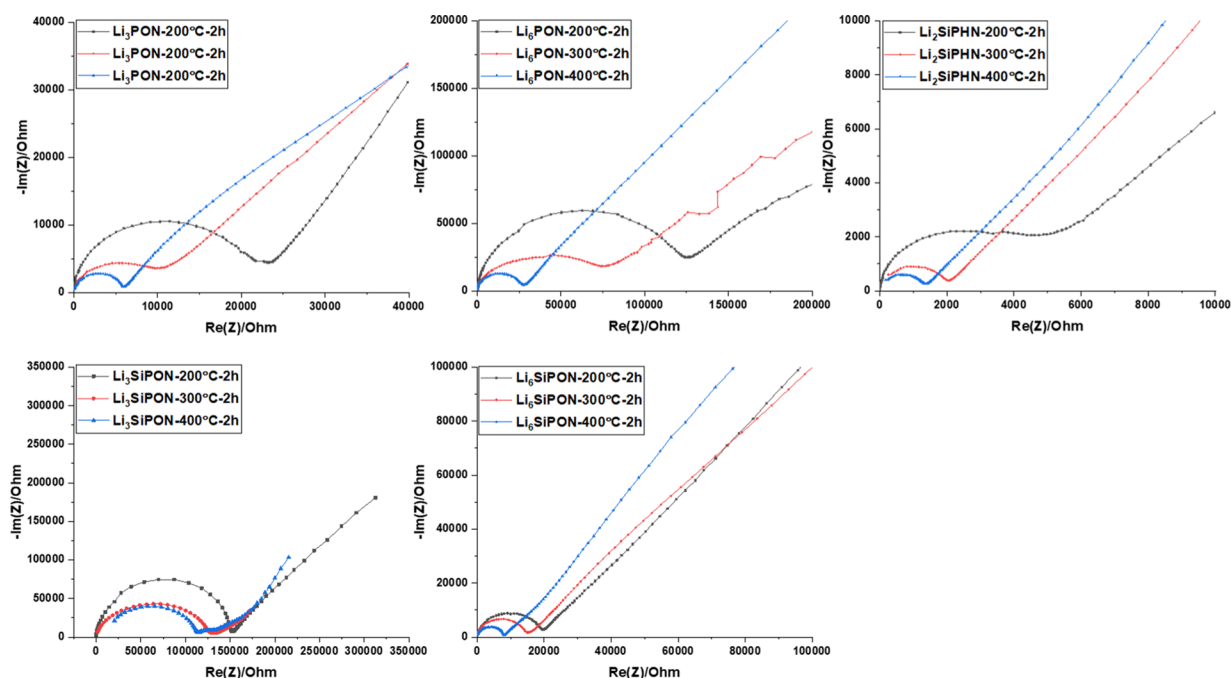 40000
30000
20000
10000
0
-Im(Z)/Ohm
Li₃PON-200°C-2h
Li₃PON-200°C-2h
Li₃PON-200°C-2h
0
10000
20000
30000
40000
Re(Z)/Ohm
200000
150000
100000
50000
0
-Im(Z)/Ohm
Li₆PON-200°C-2h
Li₆PON-300°C-2h
Li₆PON-400°C-2h
0
50000
100000
150000
200000
Re(Z)/Ohm
10000
8000
6000
4000
2000
0
-Im(Z)/Ohm
Li₂SiPHN-200°C-2h
Li₂SiPHN-300°C-2h
Li₂SiPHN-400°C-2h
0
2000
4000
6000
8000
10000
Re(Z)/Ohm
350000
300000
250000
200000
150000
100000
50000
0
-Im(Z)/Ohm
Li₃SiPON-200°C-2h
Li₃SiPON-300°C-2h
Li₃SiPON-400°C-2h
0
50000
100000
150000
200000
250000
300000
350000
Re(Z)/Ohm
100000
80000
60000
40000
20000
0
-Im(Z)/Ohm
Li₆SiPON-200°C-2h
Li₆SiPON-300°C-2h
Li₆SiPON-400°C-2h
0
20000
40000
60000
80000
100000
Re(Z)/Ohm